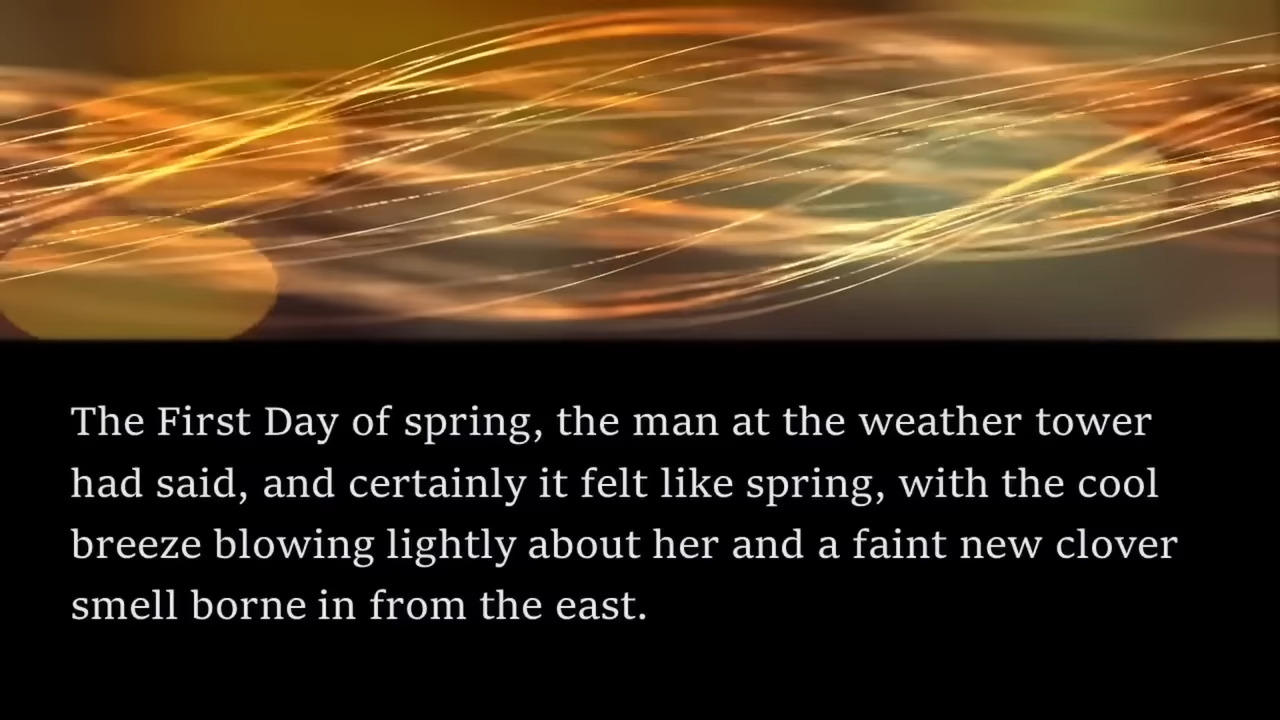 The First Day of spring, the man at the weather tower
had said, and certainly it felt like spring, with the cool
breeze blowing lightly about her and a faint new clover
smell borne in from the east.